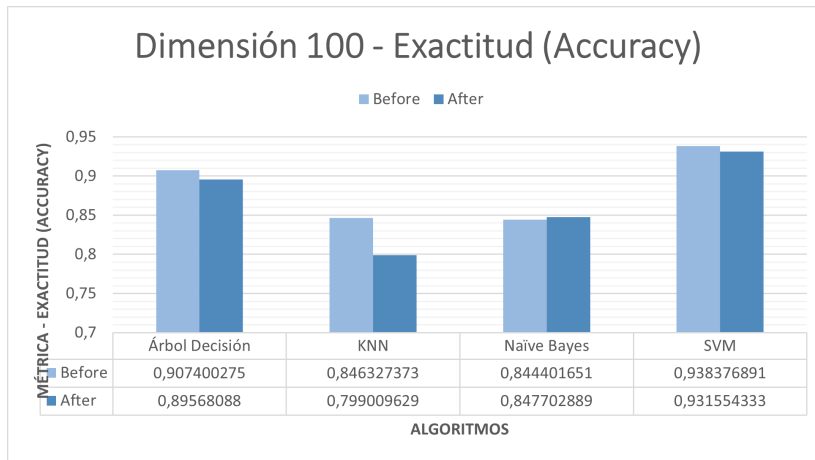 Dimensión 100 - Exactitud (Accuracy)
Before After
MÉTRICA - EXACTITUD (ACCURACY)
0,95
0,9
0,85
0,8
0,75
0,7
Árbol Decisión KNN Naïve Bayes SVM
Before 0,907400275 0,846327373 0,844401651 0,938376891
After 0,89568088 0,799009629 0,847702889 0,931554333
ALGORITMOS